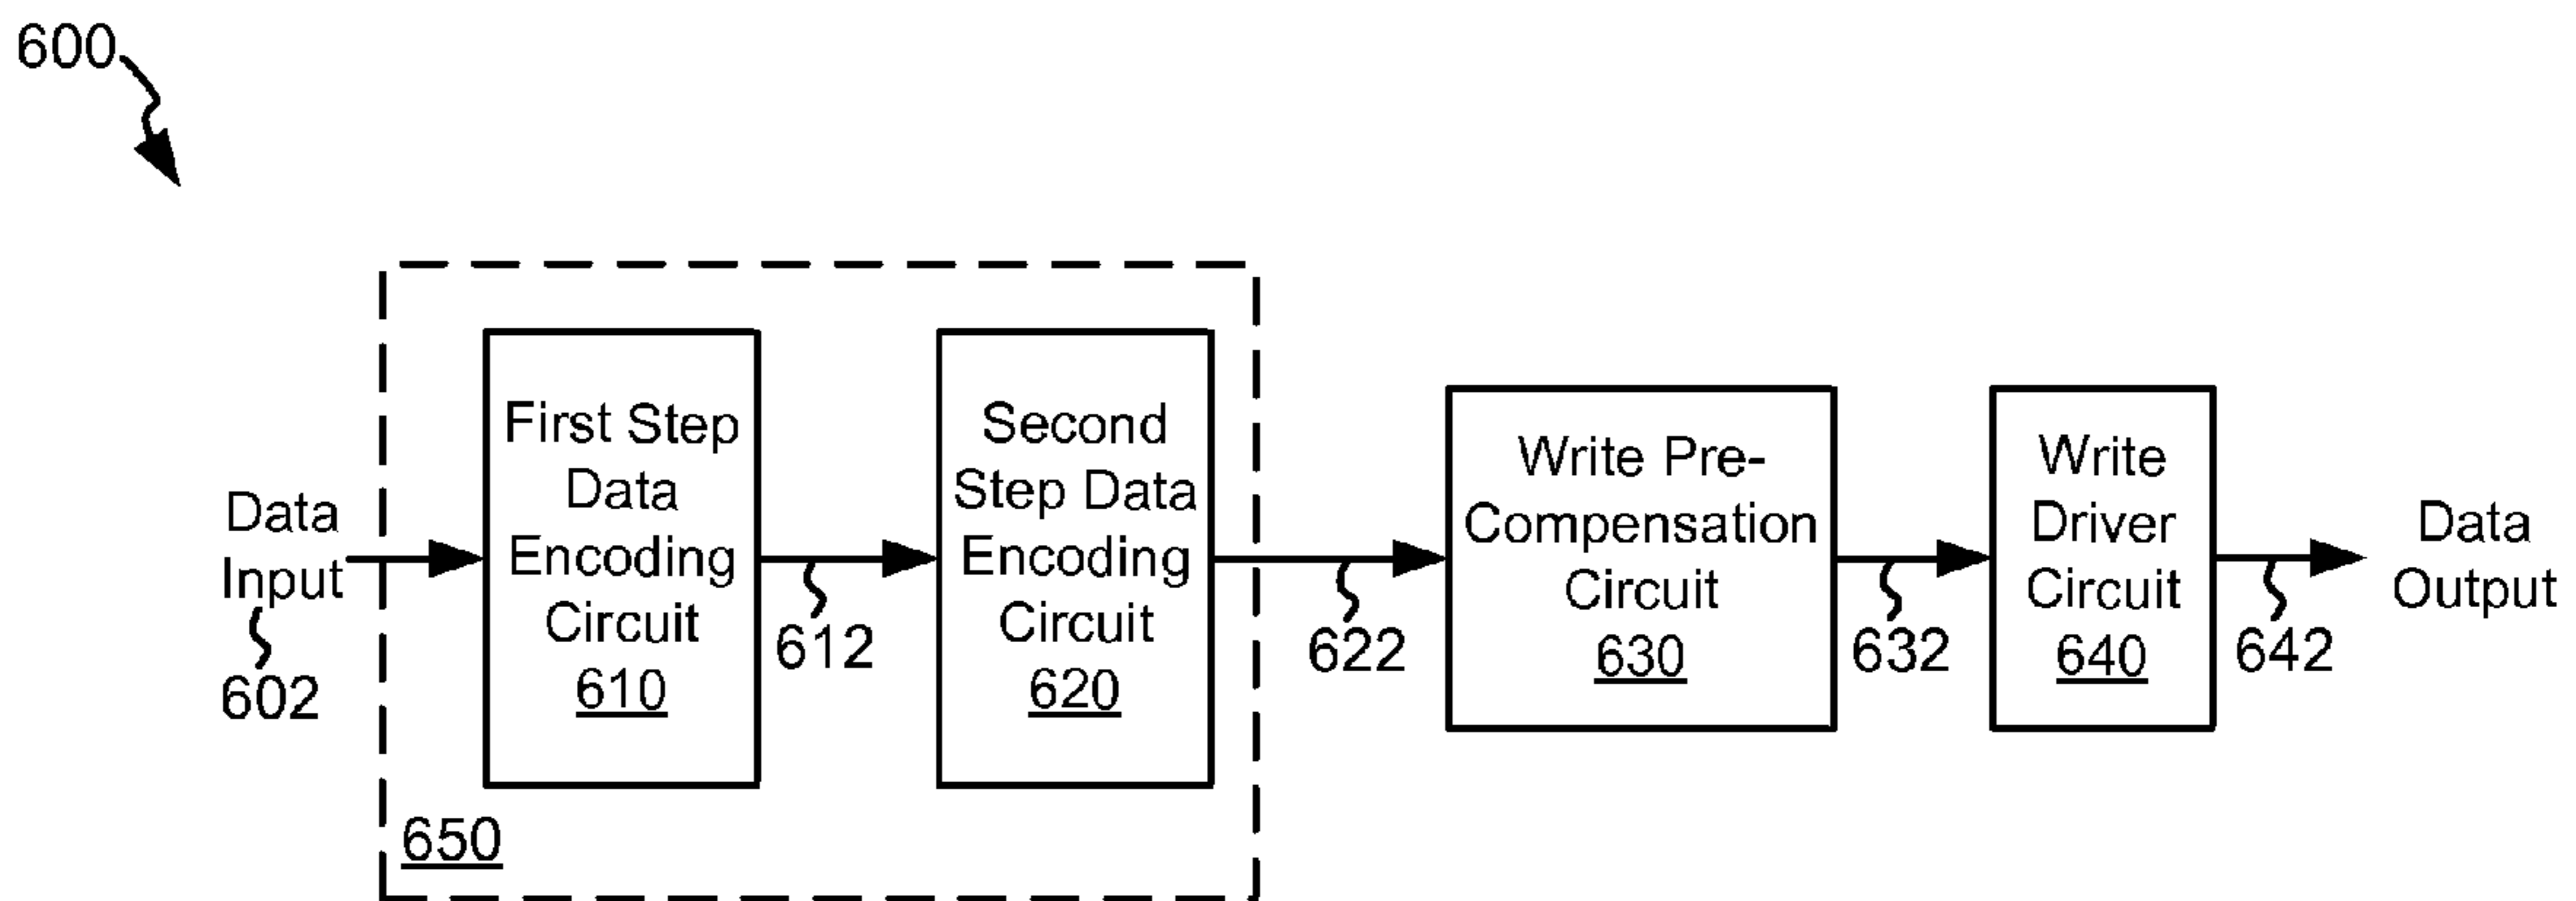 600
Data
Input
602
First Step
Data
Encoding
Circuit
610
612
Second
Step Data
Encoding
Circuit
620
650
622
Write Pre-
Compensation
Circuit
630
632
Write
Driver
Circuit
640
642
Data
Output